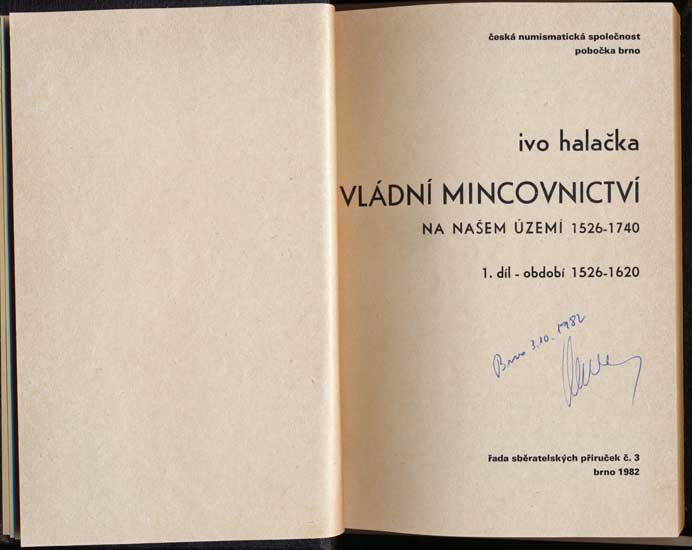 česká numismatická společnost
pobočka brno
ivo halačka
VLÁDNÍ MINCOVNICTVÍ
NA NAŠEM ÚZEMÍ 1526-1740
1. díl - období 1526-1620
Brno 3.10.1982
řada sběratelských příruček č. 3
brno 1982